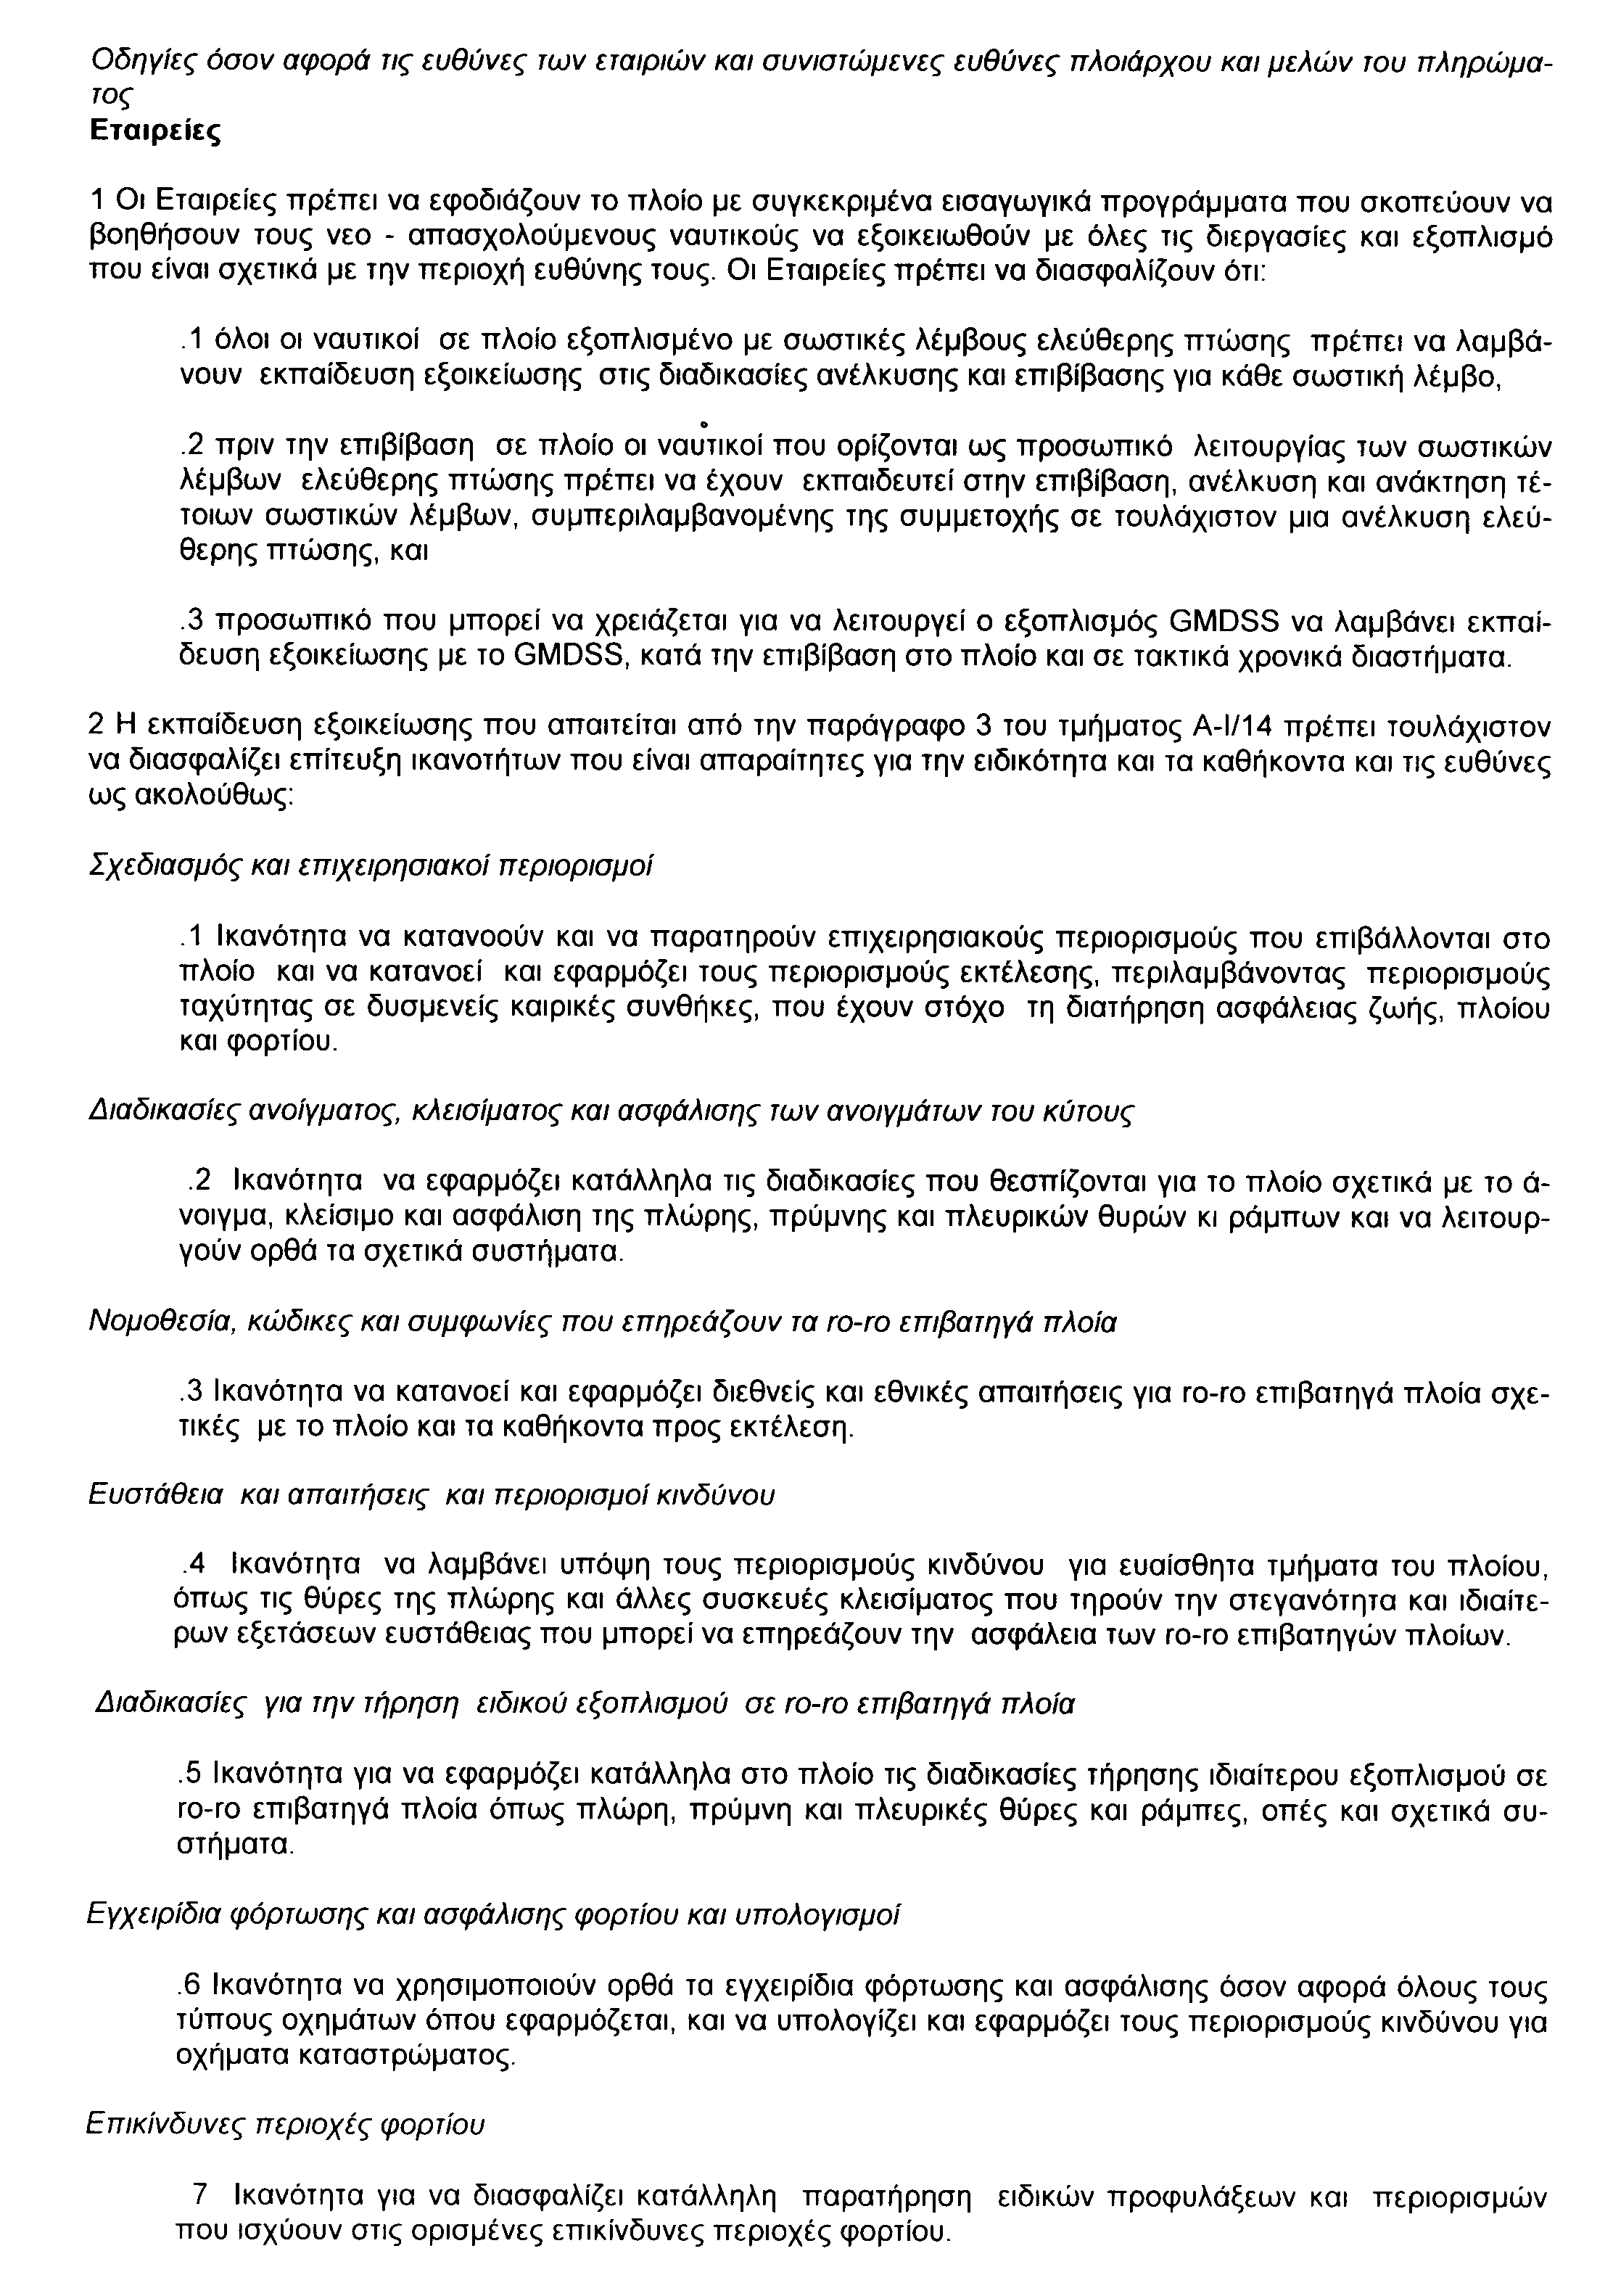 Οδηγίες όσον αφορά τις ευθύνες των εταιριών και συνιστώμενες ευθύνες πλοιάρχου και μελών του πληρώμα-
τος
Εταιρείες
1 Οι Εταιρείες πρέπει να εφοδιάζουν το πλοίο με συγκεκριμένα εισαγωγικά προγράμματα που σκοπεύουν να
βοηθήσουν τους νεο - απασχολούμενους ναυτικούς να εξοικειωθούν με όλες τις διεργασίες και εξοπλισμό
που είναι σχετικά με την περιοχή ευθύνης τους. Οι Εταιρείες πρέπει να διασφαλίζουν ότι:
.1 όλοι οι ναυτικοί σε πλοίο εξοπλισμένο με σωστικές λέμβους ελεύθερης πτώσης πρέπει να λαμβά-
νουν εκπαίδευση εξοικείωσης στις διαδικασίες ανέλκυσης και επιβίβασης για κάθε σωστική λέμβο,
.2 πριν την επιβίβαση σε πλοίο οι ναυτικοί που ορίζονται ως προσωπικό λειτουργίας των σωστικών
λέμβων ελεύθερης πτώσης πρέπει να έχουν εκπαιδευτεί στην επιβίβαση, ανέλκυση και ανάκτηση τέ-
τοιων σωστικών λέμβων, συμπεριλαμβανομένης της συμμετοχής σε τουλάχιστον μια ανέλκυση ελεύ-
θερης πτώσης, και
.3 προσωπικό που μπορεί να χρειάζεται για να λειτουργεί ο εξοπλισμός GMDSS να λαμβάνει εκπαί-
δευση εξοικείωσης με το GMDSS, κατά την επιβίβαση στο πλοίο και σε τακτικά χρονικά διαστήματα.
2 Η εκπαίδευση εξοικείωσης που απαιτείται από την παράγραφο 3 του τμήματος A-I/14 πρέπει τουλάχιστον
να διασφαλίζει επίτευξη ικανοτήτων που είναι απαραίτητες για την ειδικότητα και τα καθήκοντα και τις ευθύνες
ως ακολούθως:
Σχεδιασμός και επιχειρησιακοί περιορισμοί
.1 Ικανότητα να κατανοούν και να παρατηρούν επιχειρησιακούς περιορισμούς που επιβάλλονται στο
πλοίο και να κατανοεί και εφαρμόζει τους περιορισμούς εκτέλεσης, περιλαμβάνοντας περιορισμούς
ταχύτητας σε δυσμενείς καιρικές συνθήκες, που έχουν στόχο τη διατήρηση ασφάλειας ζωής, πλοίου
και φορτίου.
Διαδικασίες ανοίγματος, κλεισίματος και ασφάλισης των ανοιγμάτων του κύτους
.2 Ικανότητα να εφαρμόζει κατάλληλα τις διαδικασίες που θεσπίζονται για το πλοίο σχετικά με το ά-
νοιγμα, κλείσιμο και ασφάλιση της πλώρης, πρύμνης και πλευρικών θυρών κι ράμπων και να λειτουρ-
γούν ορθά τα σχετικά συστήματα.
Νομοθεσία, κώδικες και συμφωνίες που επηρεάζουν τα ro-ro επιβατηγά πλοία
.3 Ικανότητα να κατανοεί και εφαρμόζει διεθνείς και εθνικές απαιτήσεις για ro-ro επιβατηγά πλοία σχε-
τικές με το πλοίο και τα καθήκοντα προς εκτέλεση.
Ευστάθεια και απαιτήσεις και περιορισμοί κινδύνου
.4 Ικανότητα να λαμβάνει υπόψη τους περιορισμούς κινδύνου για ευαίσθητα τμήματα του πλοίου,
όπως τις θύρες της πλώρης και άλλες συσκευές κλεισίματος που τηρούν την στεγανότητα και ιδιαίτε-
ρων εξετάσεων ευστάθειας που μπορεί να επηρεάζουν την ασφάλεια των ro-ro επιβατηγών πλοίων.
Διαδικασίες για την τήρηση ειδικού εξοπλισμού σε ro-ro επιβατηγά πλοία
.5 Ικανότητα για να εφαρμόζει κατάλληλα στο πλοίο τις διαδικασίες τήρησης ιδιαίτερου εξοπλισμού σε
ro-ro επιβατηγά πλοία όπως πλώρη, πρύμνη και πλευρικές θύρες και ράμπες, οπές και σχετικά συ-
στήματα.
Εγχειρίδια φόρτωσης και ασφάλισης φορτίου και υπολογισμοί
.6 Ικανότητα να χρησιμοποιούν ορθά τα εγχειρίδια φόρτωσης και ασφάλισης όσον αφορά όλους τους
τύπους οχημάτων όπου εφαρμόζεται, και να υπολογίζει και εφαρμόζει τους περιορισμούς κινδύνου για
οχήματα καταστρώματος.
Επικίνδυνες περιοχές φορτίου
7 Ικανότητα για να διασφαλίζει κατάλληλη παρατήρηση ειδικών προφυλάξεων και περιορισμών
που ισχύουν στις ορισμένες επικίνδυνες περιοχές φορτίου.